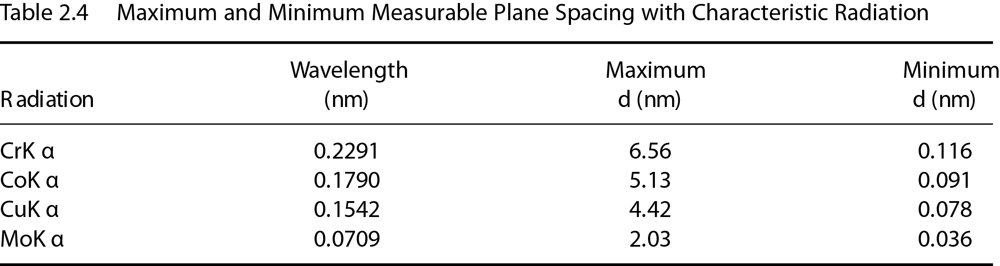 Table 2.4 Maximum and Minimum Measurable Plane Spacing with Characteristic Radiation
Wavelength Maximum Minimum
Radiation (nm) d (nm) d (nm)
CrK α 0.2291 6.56 0.116
CoK α 0.1790 5.13 0.091
CuK α 0.1542 4.42 0.078
MoK α 0.0709 2.03 0.036